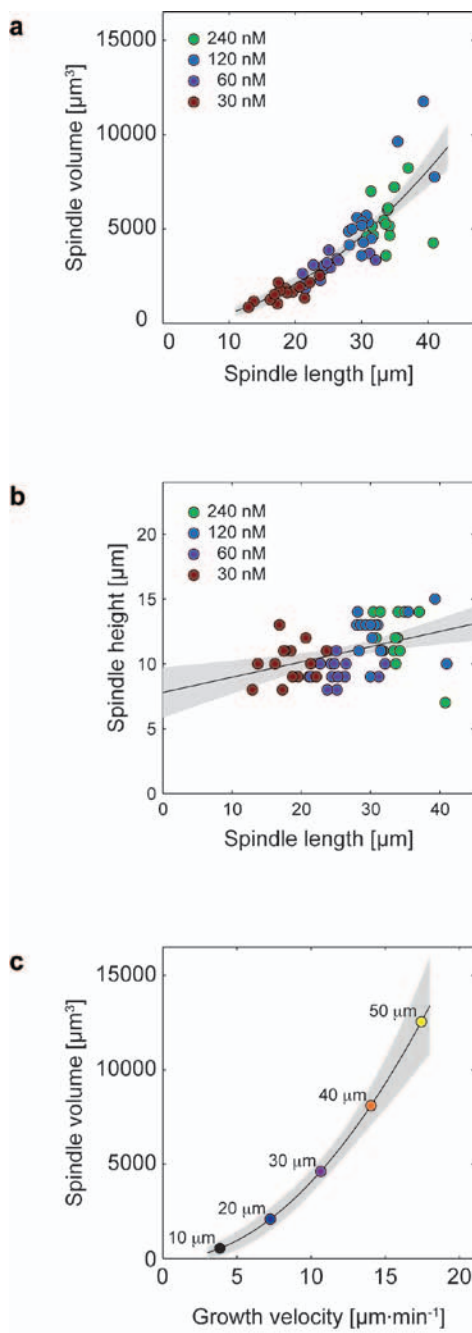 a
15000
240 nM
120 nM
60 nM
30 nM
10000
5000
0
Spindle volume [µm³]
0 10 20 30 40
Spindle length [µm]
b
240 nM
120 nM
60 nM
30 nM
20
15
10
5
0
Spindle height [µm]
0 10 20 30 40
Spindle length [µm]
c
15000
50 µm
10000
40 µm
30 µm
5000
20 µm
10 µm
0
Spindle volume [µm³]
0 5 10 15 20
Growth velocity [µm·min⁻¹]